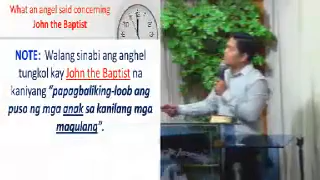 What an angel said concerning
John the Baptist
NOTE: Walang sinabi ang anghel
tungkol kay John the Baptist na
kaniyang "papagbaliking-loob ang
puso ng mga anak sa kanilang mga
magulang".